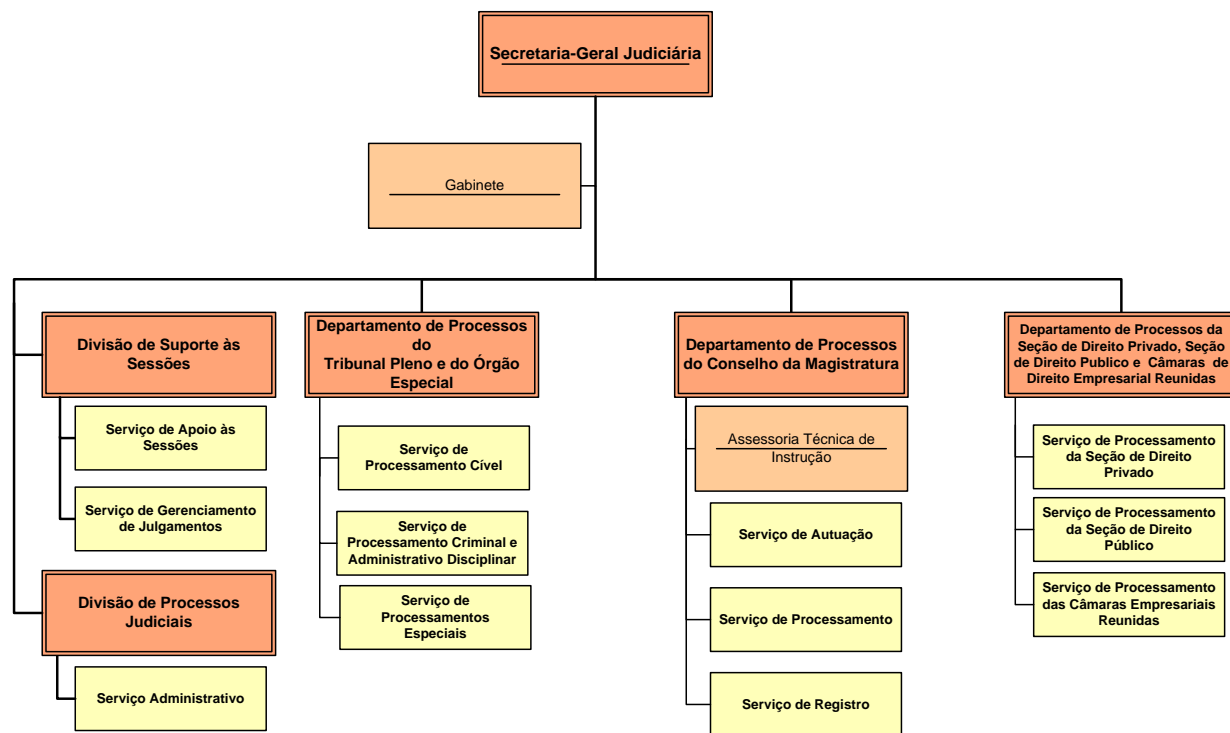 Secretaria-Geral Judiciária
Gabinete
Divisão de Suporte às
Sessões
Serviço de Apoio às
Sessões
Serviço de Gerenciamento
de Julgamentos
Divisão de Processos
Judiciais
Serviço Administrativo
Departamento de Processos
do
Tribunal Pleno e do Órgão
Especial
Serviço de
Processamento Cível
Serviço de
Processamento Criminal e
Administrativo Disciplinar
Serviço de
Processamentos
Especiais
Departamento de Processos
do Conselho da Magistratura
Assessoria Técnica de
Instrução
Serviço de Autuação
Serviço de Processamento
Serviço de Registro
Departamento de Processos da
Seção de Direito Privado, Seção
de Direito Publico e Câmaras de
Direito Empresarial Reunidas
Serviço de Processamento
da Seção de Direito
Privado
Serviço de Processamento
da Seção de Direito
Público
Serviço de Processamento
das Câmaras Empresariais
Reunidas